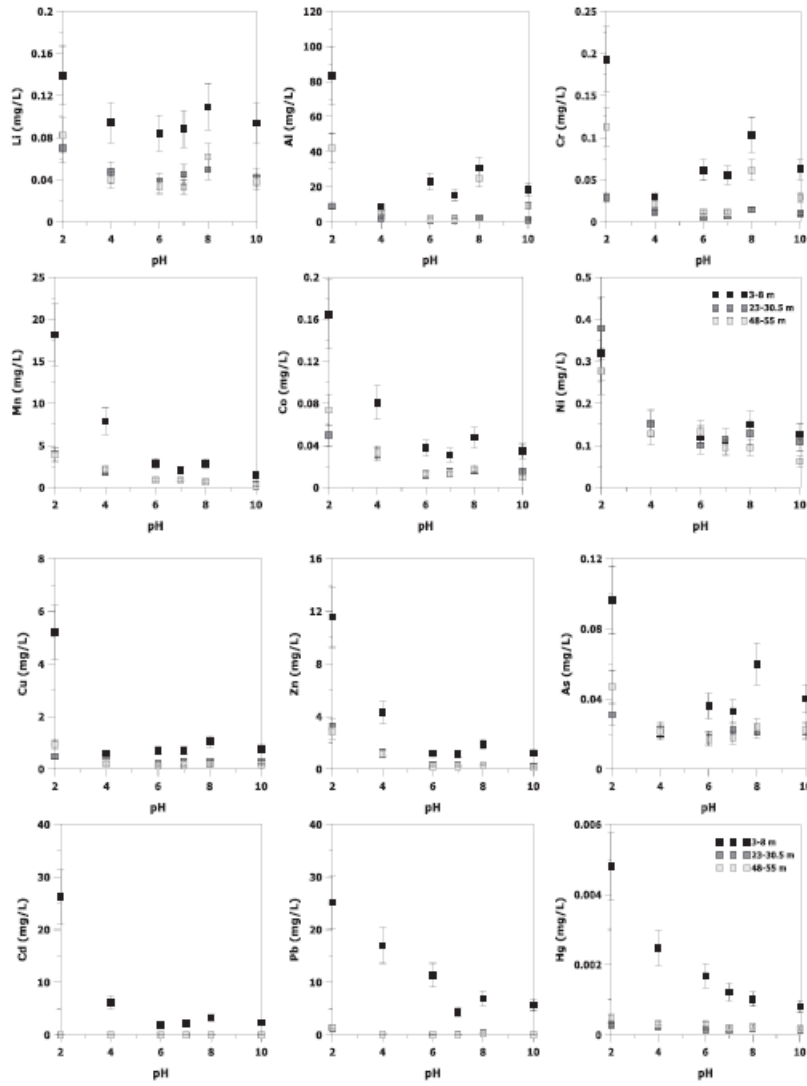 0.2
0.16
0.12
0.08
0.04
0
Li (mg/L)
2 4 6 8 10
pH
120
100
80
60
40
20
0
Al (mg/L)
2 4 6 8 10
pH
0.25
0.2
0.15
0.1
0.05
0
Cr (mg/L)
2 4 6 8 10
pH
25
20
15
10
5
0
Mn (mg/L)
2 4 6 8 10
pH
0.2
0.16
0.12
0.08
0.04
0
Co (mg/L)
2 4 6 8 10
pH
0.5
0.4
0.3
0.2
0.1
0
Ni (mg/L)
3-8 m
23-30.5 m
48-55 m
2 4 6 8 10
pH
8
6
4
2
0
Cu (mg/L)
2 4 6 8 10
pH
16
12
8
4
0
Zn (mg/L)
2 4 6 8 10
pH
0.12
0.08
0.04
0
As (mg/L)
2 4 6 8 10
pH
40
30
20
10
0
Cd (mg/L)
2 4 6 8 10
pH
40
30
20
10
0
Pb (mg/L)
2 4 6 8 10
pH
0.006
0.004
0.002
0.000
Hg (mg/L)
3-8 m
23-30.5 m
48-55 m
2 4 6 8 10
pH